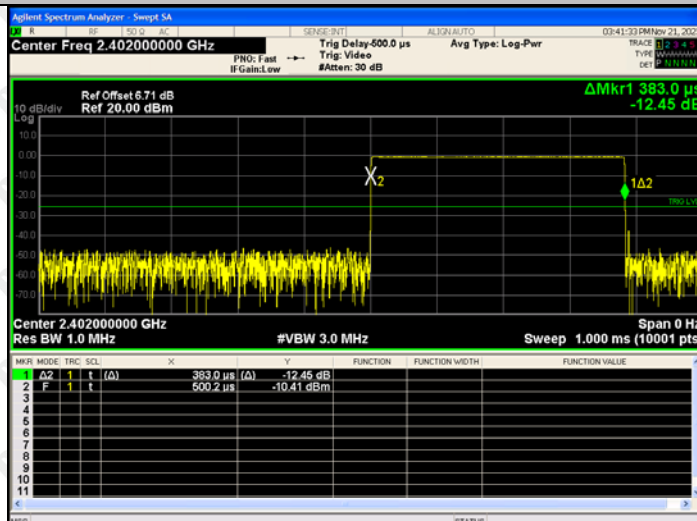 Agilent Spectrum Analyzer - Swept SA
R RF 50 Ω AC SENSE:INT ALIGNAUTO 03:41:33 PM Nov 21, 202
Center Freq 2.402000000 GHz
PNO: Fast
IFGain:Low
Trig Delay-500.0 µs
Trig: Video
#Atten: 30 dB
Avg Type: Log-Pwr
TRACE 1 2 3 4 5
TYPE
DET P N N N N
Ref Offset 6.71 dB
10 dB/div Ref 20.00 dBm
Log
ΔMkr1 383.0 µs
-12.45 dB
10.0
0.00
-10.0
-20.0
-30.0
-40.0
-50.0
-60.0
-70.0
X2
1Δ2
TRIG LVL
Center 2.402000000 GHz Span 0 Hz
Res BW 1.0 MHz #VBW 3.0 MHz Sweep 1.000 ms (10001 pts
MKR MODE TRC SCL X Y FUNCTION FUNCTION WIDTH FUNCTION VALUE
1 Δ2 1 t (Δ) 383.0 µs (Δ) -12.45 dB
2 F 1 t 500.2 µs -10.41 dBm
3
4
5
6
7
8
9
10
11
MSG STATUS